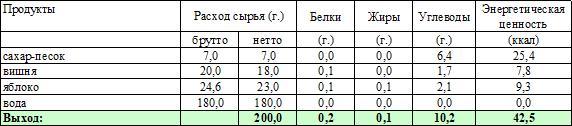 Продукты Расход сырья (г.) Белки Жиры Углеводы Энергетическая ценность
брутто нетто (г.) (г.) (г.) (ккал)
сахар-песок 7,0 7,0 0,0 0,0 6,4 25,4
вишня 20,0 18,0 0,1 0,0 1,7 7,8
яблоко 24,6 23,0 0,1 0,1 2,1 9,3
вода 180,0 180,0 0,0 0,0 0,0 0,0
Выход: 200,0 0,2 0,1 10,2 42,5